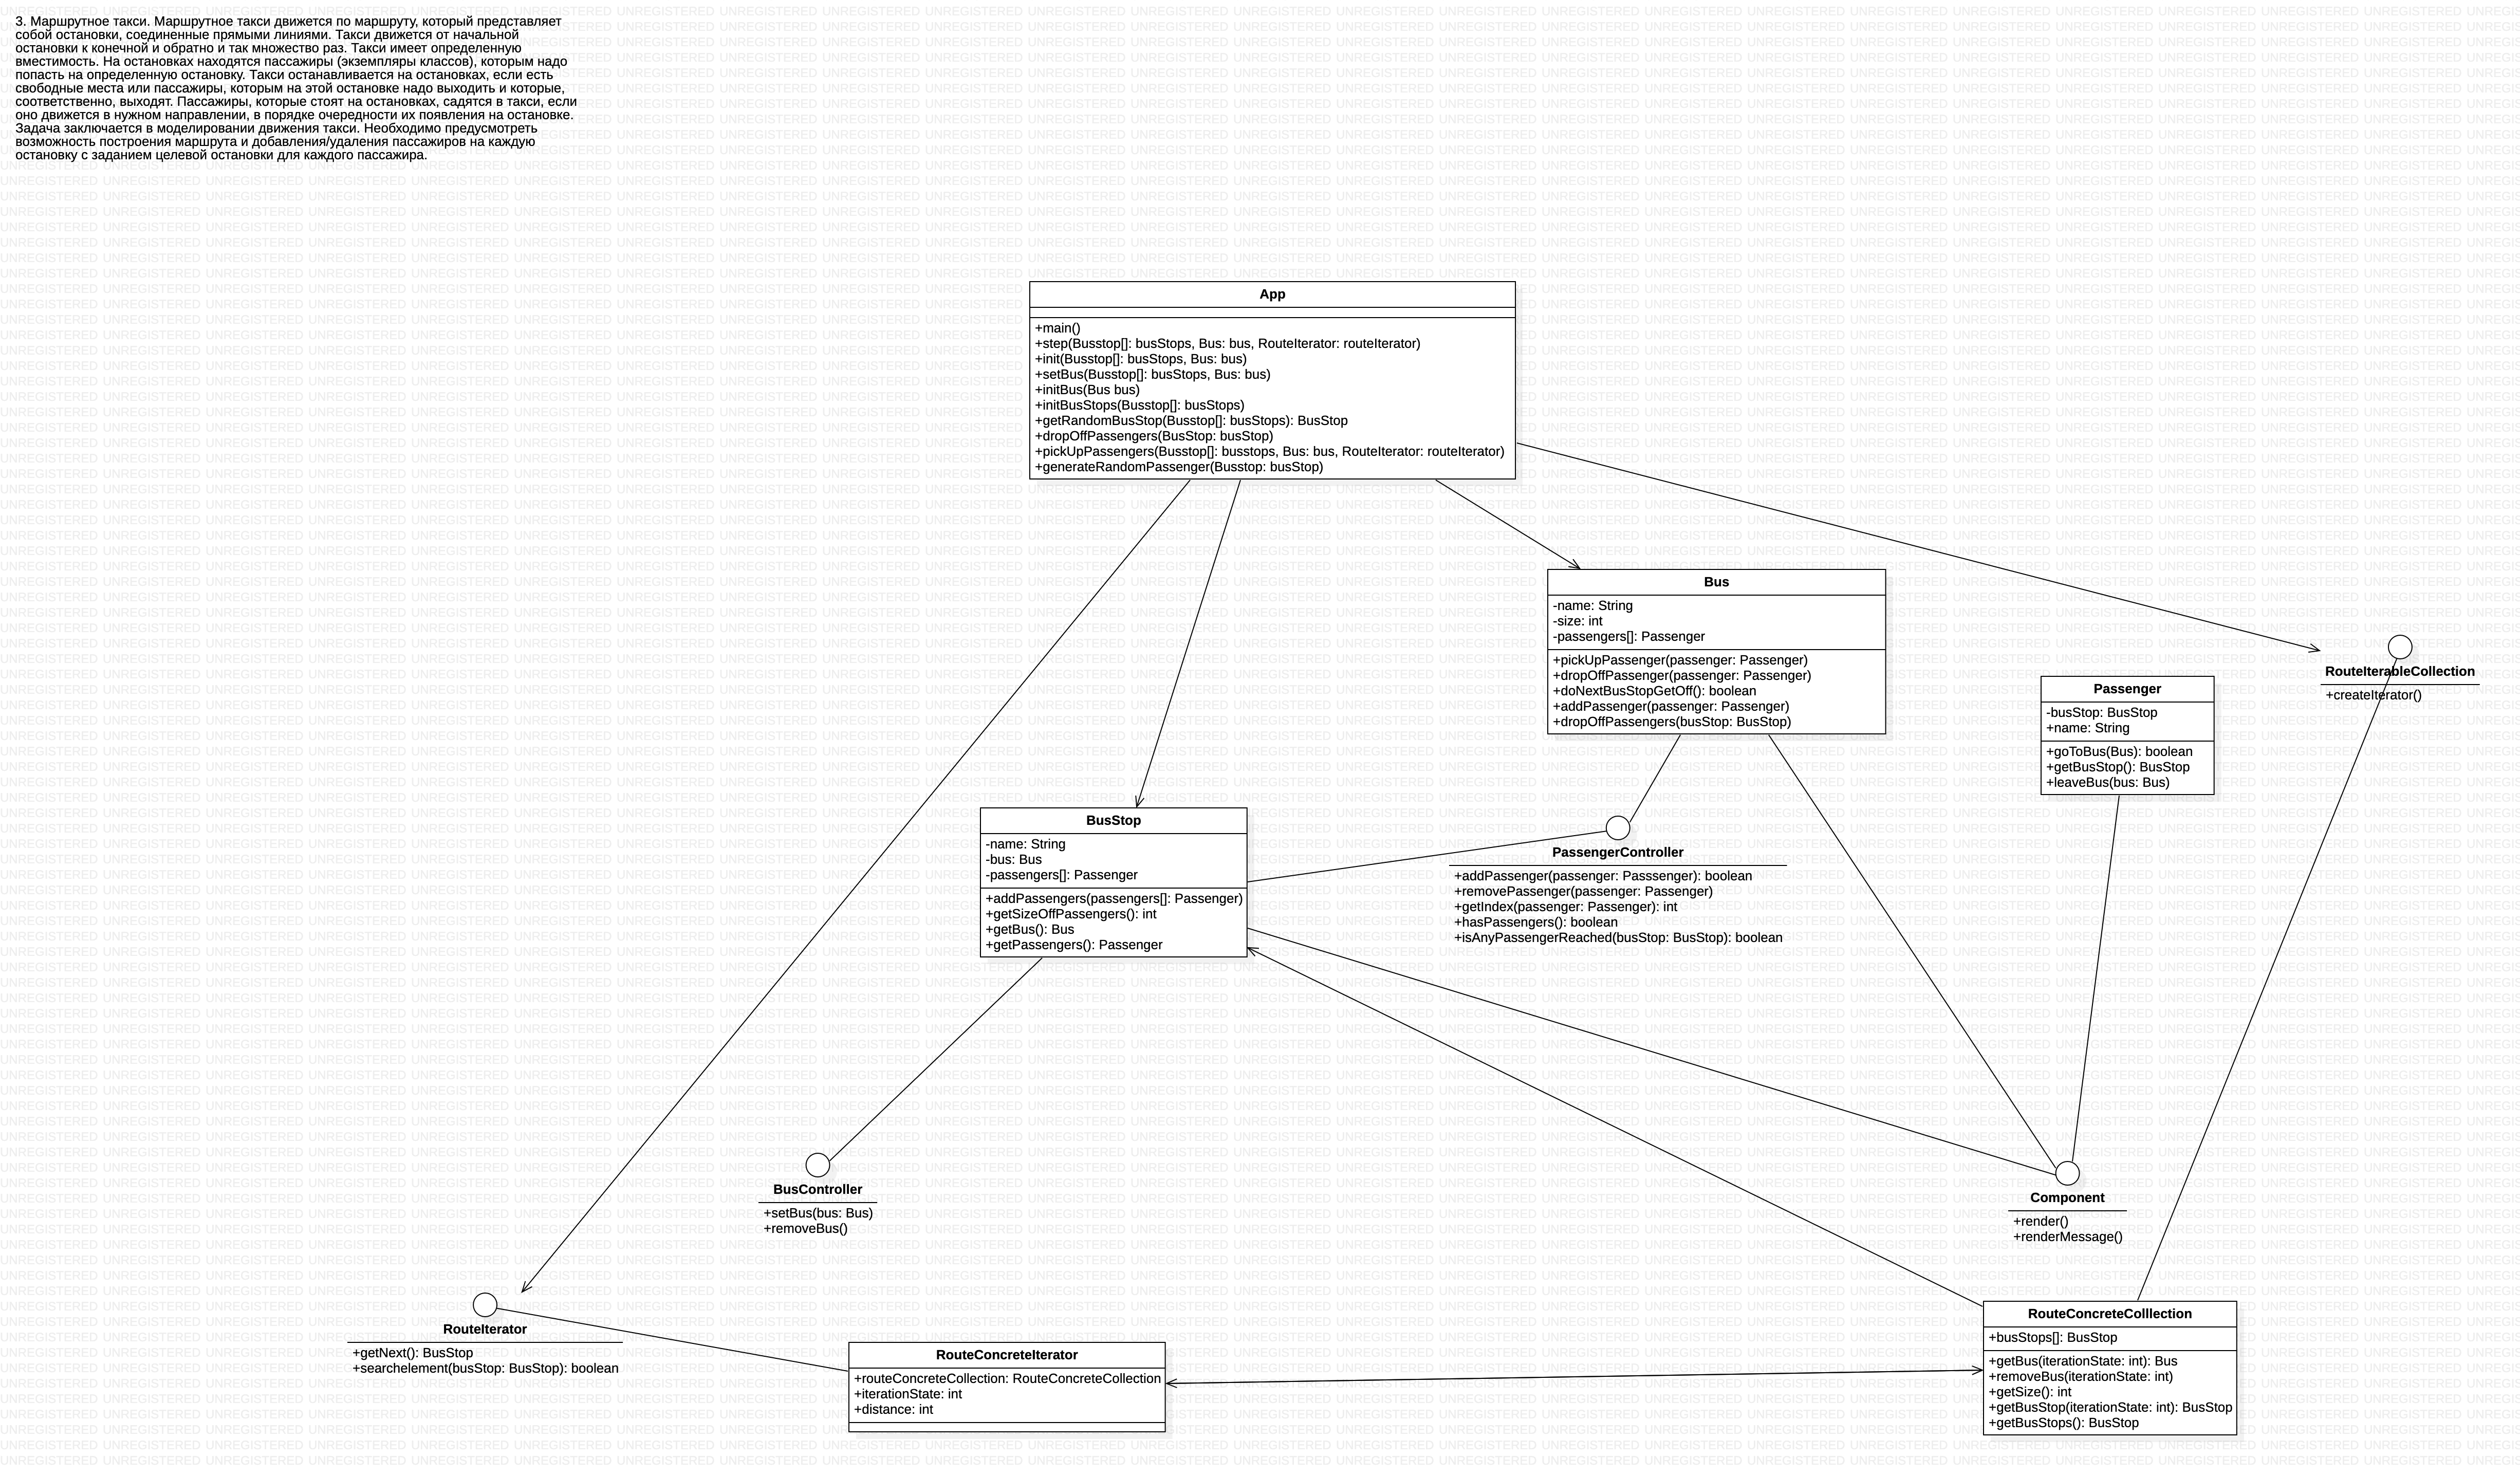 3. Маршрутное такси. Маршрутное такси движется по маршруту, который представляет
собой остановки, соединенные прямыми линиями. Такси движется от начальной
остановки к конечной и обратно и так множество раз. Такси имеет определенную
вместимость. На остановках находятся пассажиры (экземпляры классов), которым надо
попасть на определенную остановку. Такси останавливается на остановках, если есть
свободные места или пассажиры, которым на этой остановке надо выходить и которые,
соответственно, выходят. Пассажиры, которые стоят на остановках, садятся в такси, если
оно движется в нужном направлении, в порядке очередности их появления на остановке.
Задача заключается в моделировании движения такси. Необходимо предусмотреть
возможность построения маршрута и добавления/удаления пассажиров на каждую
остановку с заданием целевой остановки для каждого пассажира.
App
+main()
+step(Busstop[]: busStops, Bus: bus, RouteIterator: routeIterator)
+init(Busstop[]: busStops, Bus: bus)
+setBus(Busstop[]: busStops, Bus: bus)
+initBus(Bus bus)
+initBusStops(Busstop[]: busStops)
+getRandomBusStop(Busstop[]: busStops): BusStop
+dropOffPassengers(BusStop: busStop)
+pickUpPassengers(Busstop[]: busstops, Bus: bus, RouteIterator: routeIterator)
+generateRandomPassenger(Busstop: busStop)
Bus
-name: String
-size: int
-passengers[]: Passenger
+pickUpPassenger(passenger: Passenger)
+dropOffPassenger(passenger: Passenger)
+doNextBusStopGetOff(): boolean
+addPassenger(passenger: Passenger)
+dropOffPassengers(busStop: BusStop)
RouteIterableCollection
+createIterator()
Passenger
-busStop: BusStop
+name: String
+goToBus(Bus): boolean
+getBusStop(): BusStop
+leaveBus(bus: Bus)
BusStop
-name: String
-bus: Bus
-passengers[]: Passenger
+addPassengers(passengers[]: Passenger)
+getSizeOffPassengers(): int
+getBus(): Bus
+getPassengers(): Passenger
PassengerController
+addPassenger(passenger: Passsenger): boolean
+removePassenger(passenger: Passenger)
+getIndex(passenger: Passenger): int
+hasPassengers(): boolean
+isAnyPassengerReached(busStop: BusStop): boolean
BusController
+setBus(bus: Bus)
+removeBus()
Component
+render()
+renderMessage()
RouteIterator
+getNext(): BusStop
+searchelement(busStop: BusStop): boolean
RouteConcreteIterator
+routeConcreteCollection: RouteConcreteCollection
+iterationState: int
+distance: int
RouteConcreteColllection
+busStops[]: BusStop
+getBus(iterationState: int): Bus
+removeBus(iterationState: int)
+getSize(): int
+getBusStop(iterationState: int): BusStop
+getBusStops(): BusStop